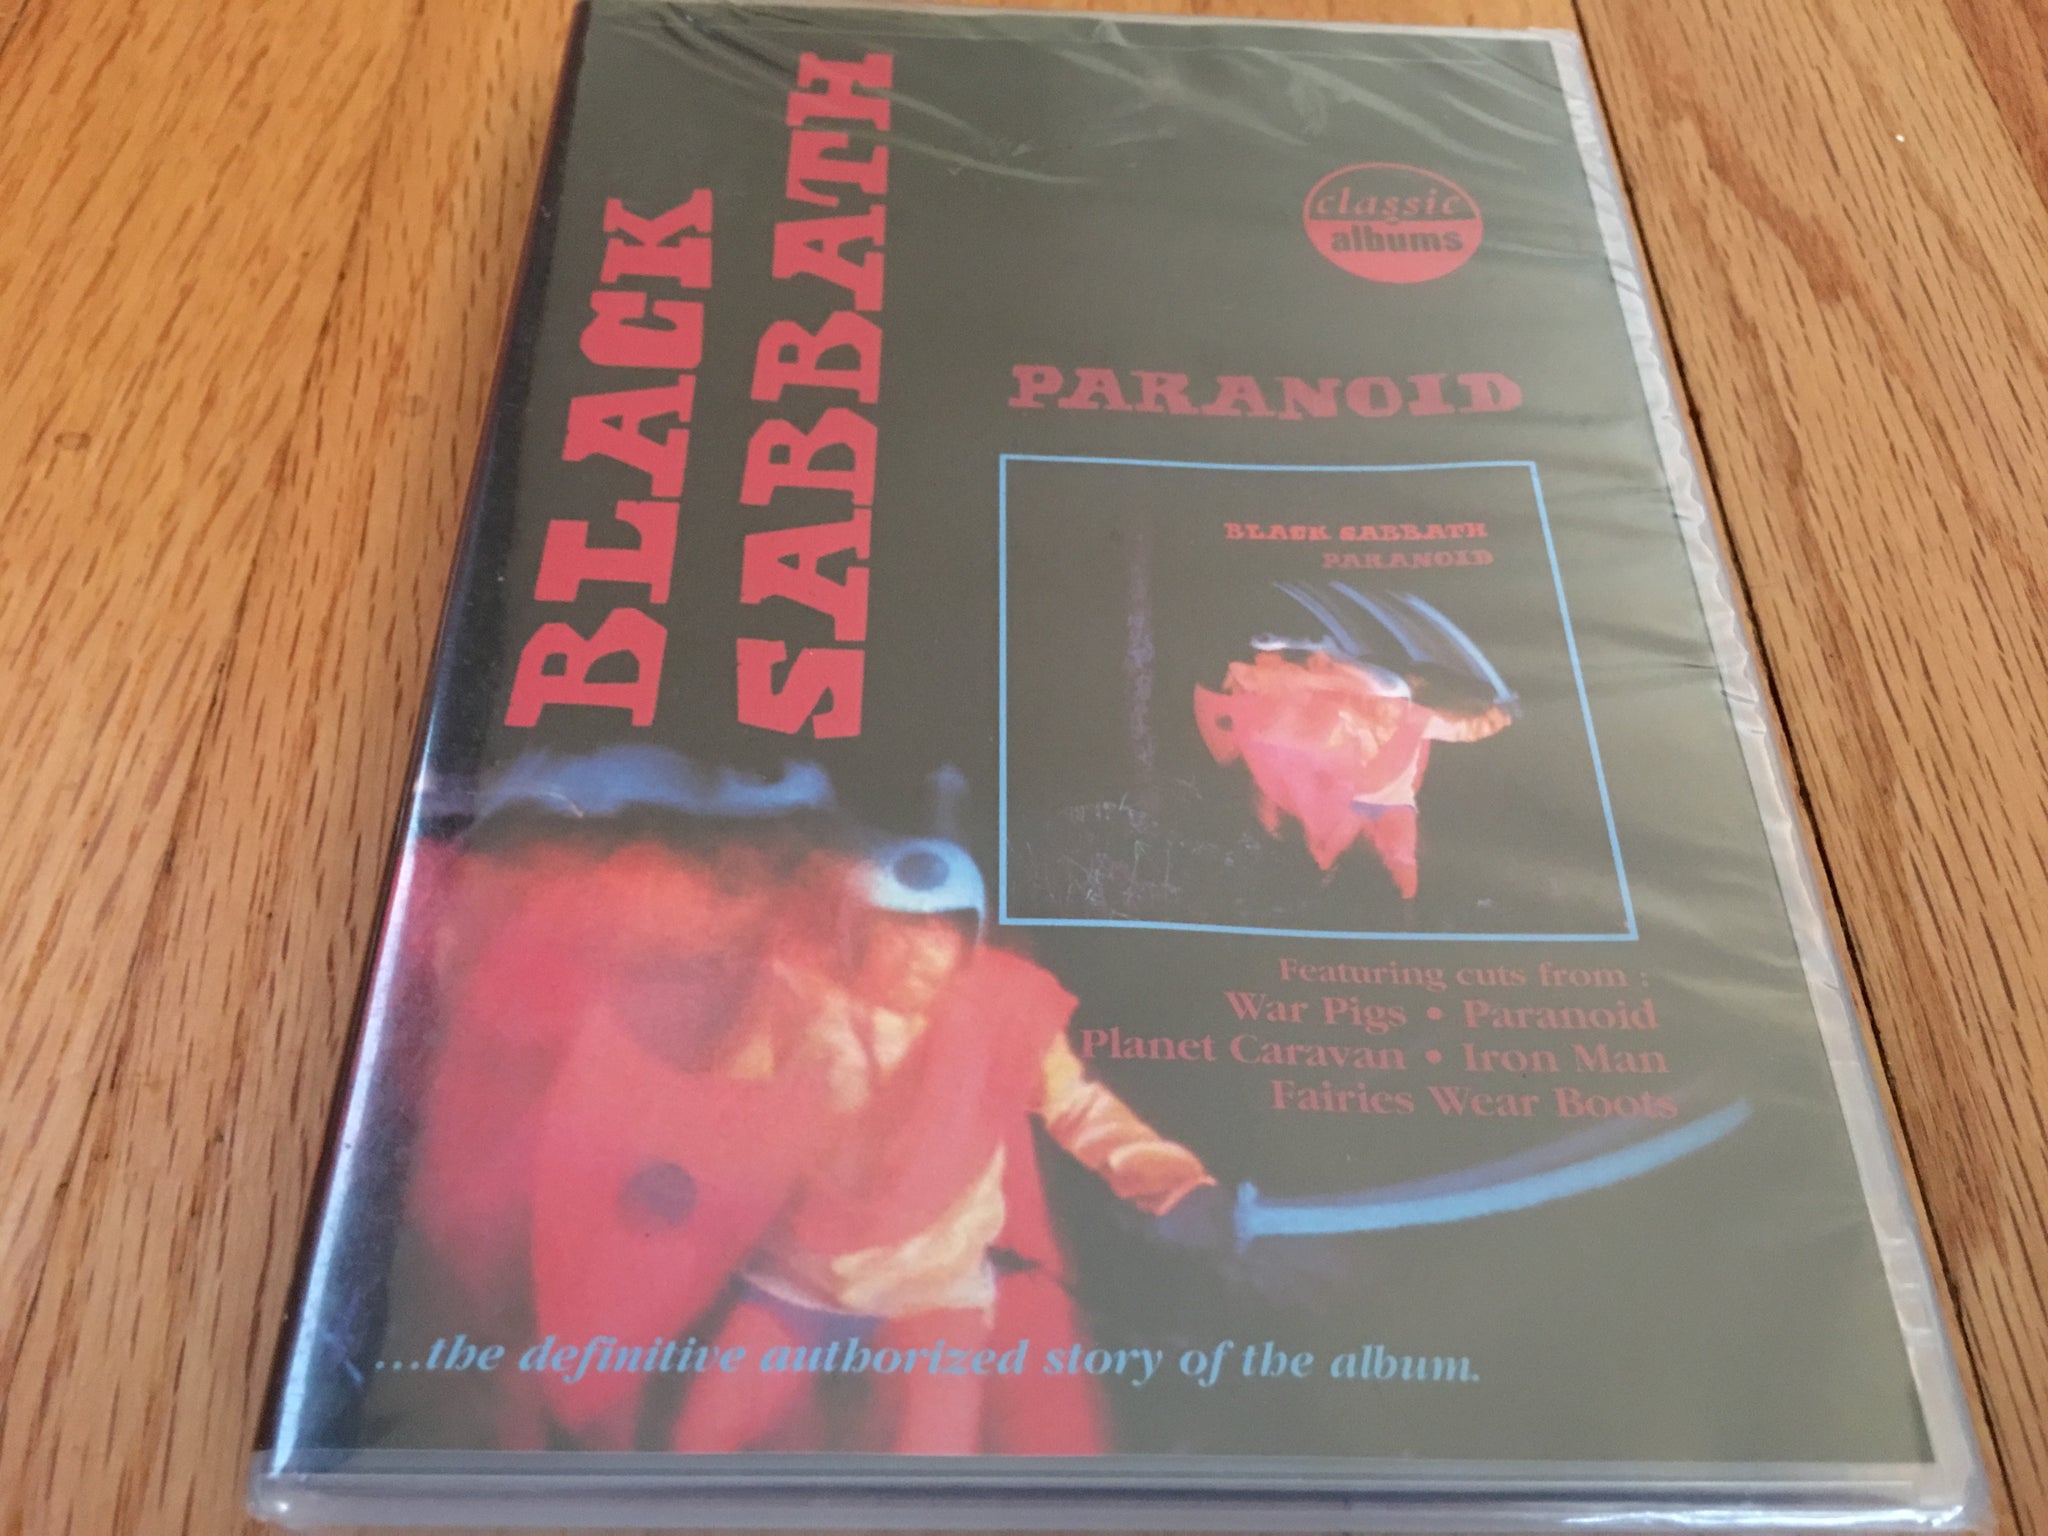 BLACK
SABBATH
classic
albums
PARANOID
BLACK SABBATH
PARANOID
Featuring cuts from :
War Pigs • Paranoid
Planet Caravan • Iron Man
Fairies Wear Boots
...the definitive authorized story of the album.